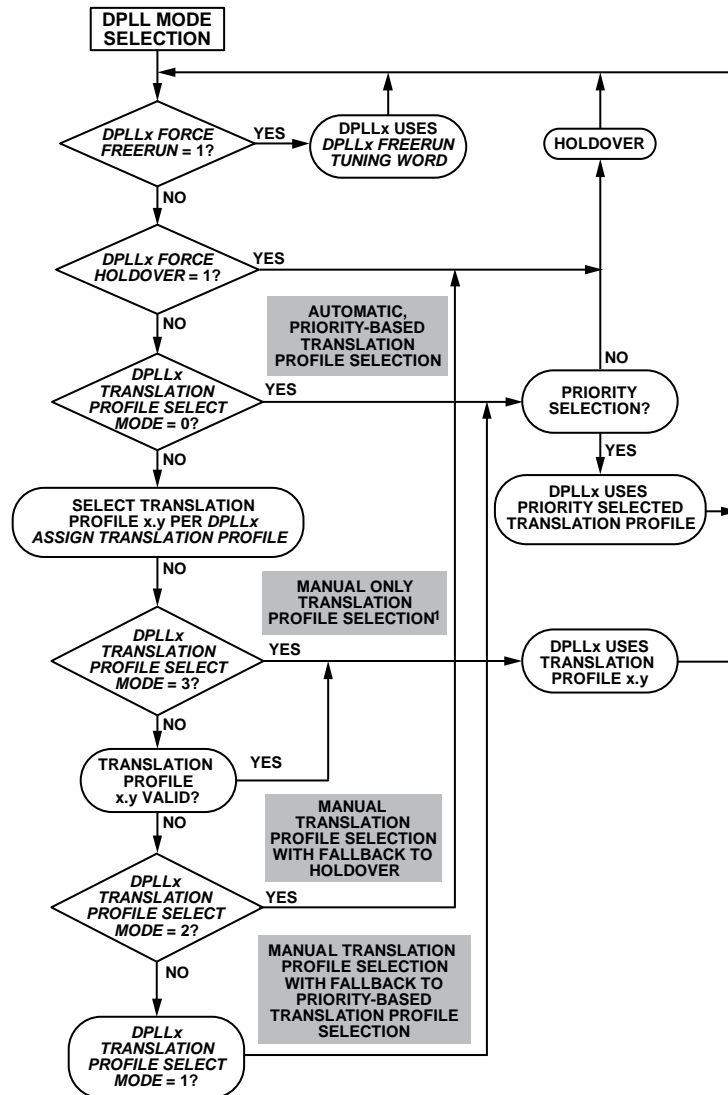 DPLL MODE
SELECTION
DPLLx FORCE
FREERUN = 1?
YES
DPLLx USES
DPLLx FREERUN
TUNING WORD
HOLDOVER
NO
DPLLx FORCE
HOLDOVER = 1?
YES
NO
AUTOMATIC,
PRIORITY-BASED
TRANSLATION
PROFILE SELECTION
DPLLx
TRANSLATION
PROFILE SELECT
MODE = 0?
YES
NO
PRIORITY
SELECTION?
YES
NO
SELECT TRANSLATION
PROFILE x.y PER DPLLx
ASSIGN TRANSLATION PROFILE
DPLLx USES
PRIORITY SELECTED
TRANSLATION PROFILE
NO
MANUAL ONLY
TRANSLATION
PROFILE SELECTION1
DPLLx
TRANSLATION
PROFILE SELECT
MODE = 3?
YES
DPLLx USES
TRANSLATION
PROFILE x.y
NO
TRANSLATION
PROFILE
x.y VALID?
YES
NO
MANUAL
TRANSLATION
PROFILE SELECTION
WITH FALLBACK TO
HOLDOVER
DPLLx
TRANSLATION
PROFILE SELECT
MODE = 2?
YES
NO
MANUAL TRANSLATION
PROFILE SELECTION
WITH FALLBACK TO
PRIORITY-BASED
TRANSLATION PROFILE
SELECTION
DPLLx
TRANSLATION
PROFILE SELECT
MODE = 1?